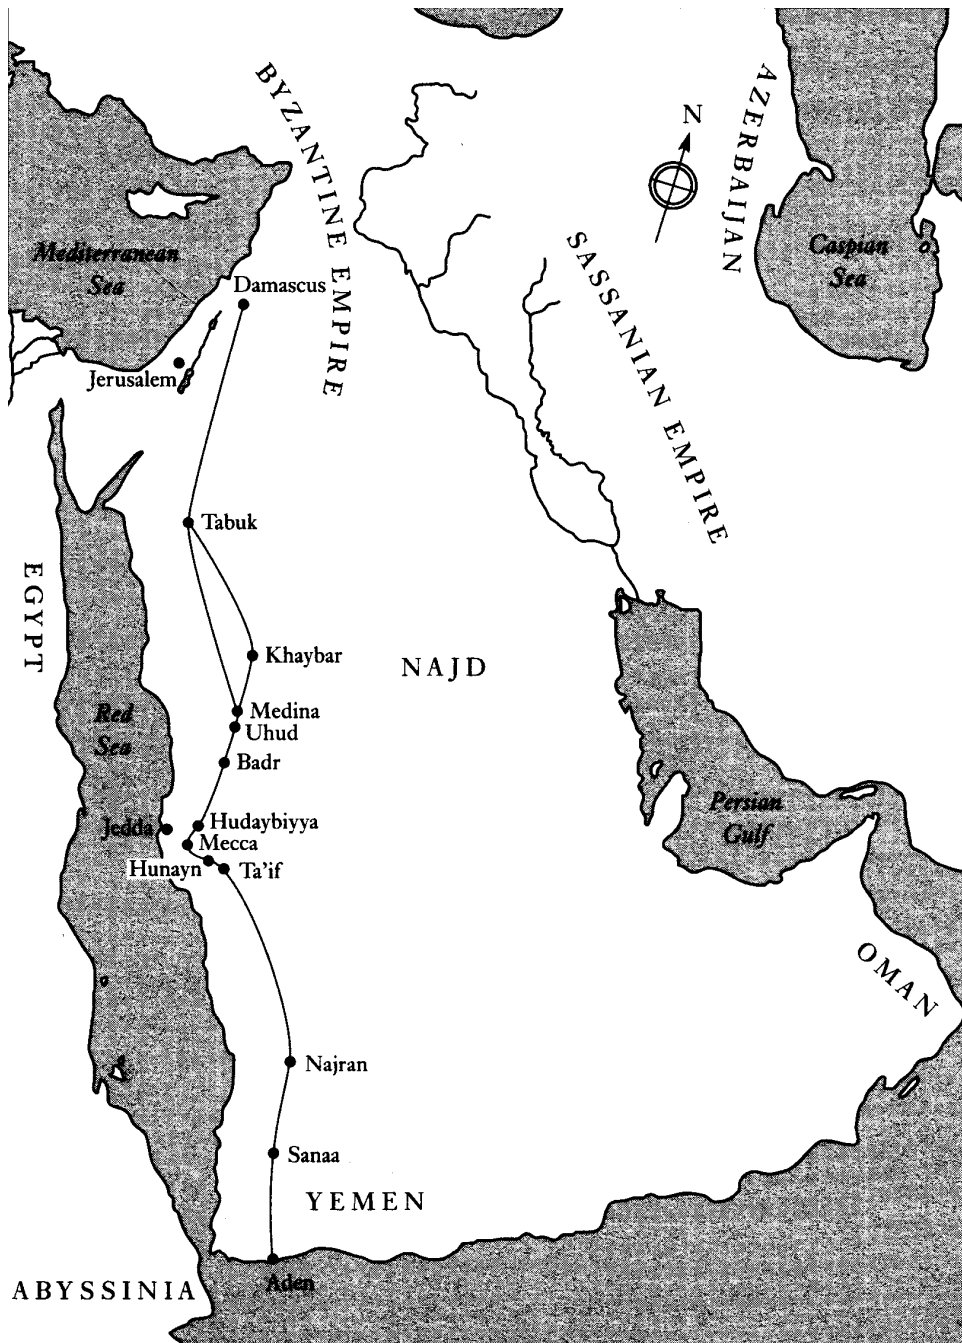 BYZANTINE EMPIRE
AZERBAIJAN
N
SASSANIAN EMPIRE
Mediterranean
Sea
Caspian
Sea
Damascus
Jerusalem
Tabuk
EGYPT
Khaybar
NAJD
Medina
Uhud
Red
Sea
Badr
Persian
Gulf
Jedda
Hudaybiyya
Mecca
Hunayn
Ta'if
OMAN
Najran
Sanaa
YEMEN
Aden
ABYSSINIA